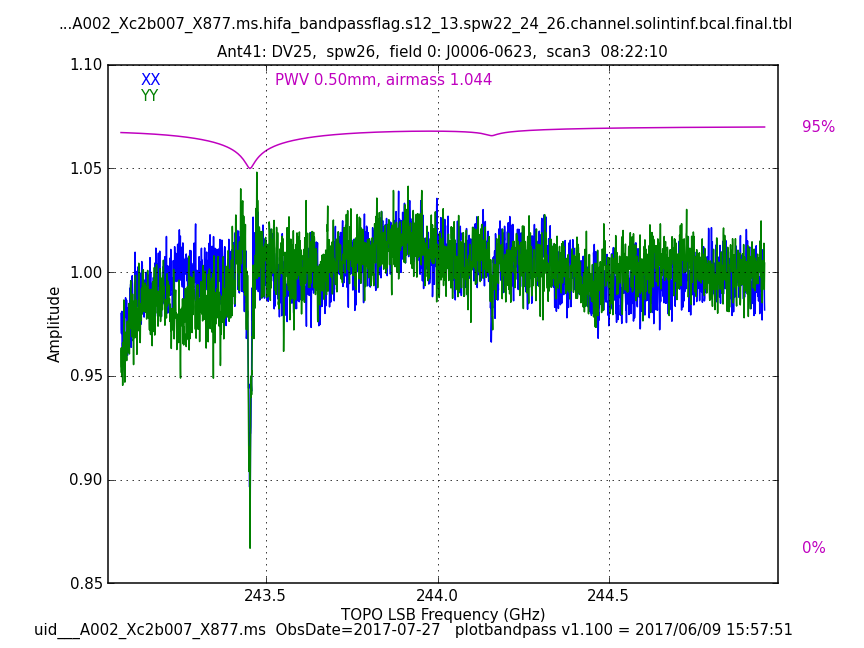 ...A002_Xc2b007_X877.ms.hifa_bandpassflag.s12_13.spw22_24_26.channel.solintinf.bcal.final.tbl
Ant41: DV25,  spw26,  field 0: J0006-0623,  scan3  08:22:10
1.10
XX
PWV 0.50mm, airmass 1.044
YY
95%
1.05
1.00
Amplitude
0.95
0.90
0%
0.85
243.5 244.0 244.5
TOPO LSB Frequency (GHz)
uid___A002_Xc2b007_X877.ms  ObsDate=2017-07-27   plotbandpass v1.100 = 2017/06/09 15:57:51